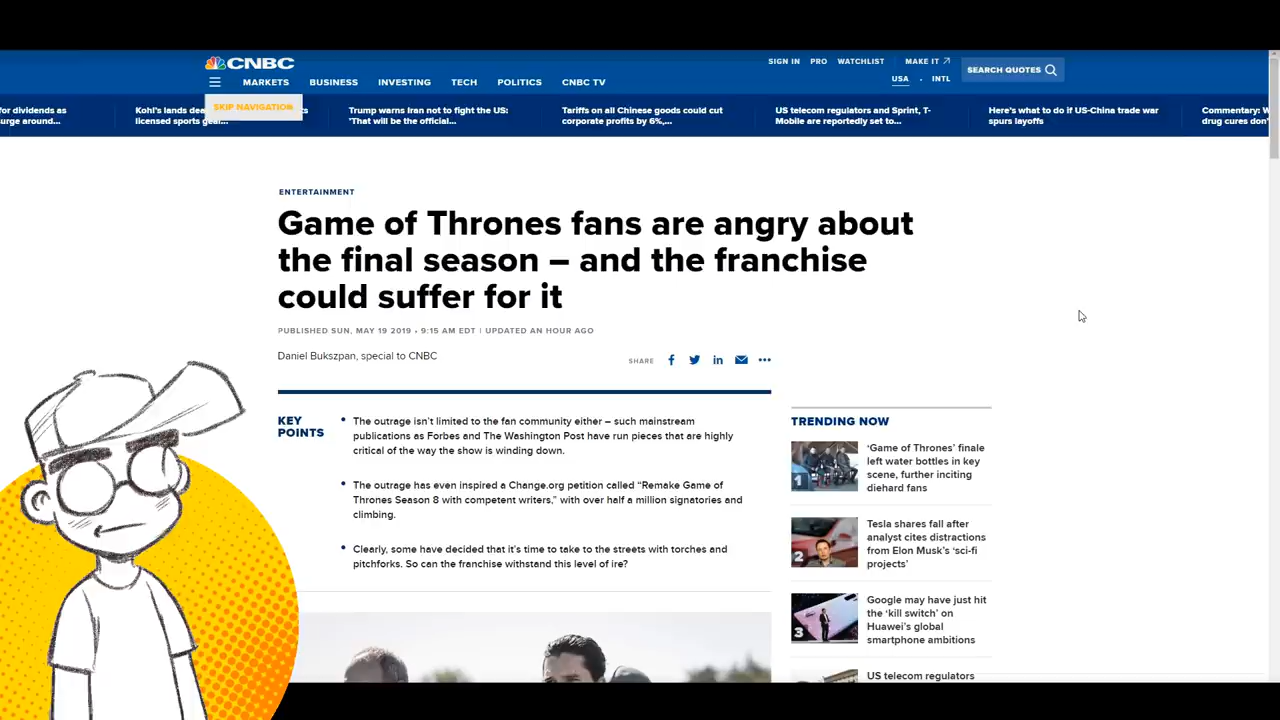 CNBC
SIGN IN PRO WATCHLIST MAKE IT
MARKETS BUSINESS INVESTING TECH POLITICS CNBC TV
USA · INTL
SEARCH QUOTES
SKIP NAVIGATION
for dividends as
urge around...
Kohl's lands
licensed sports
Trump warns Iran not to fight the US:
'That will be the official...
Tariffs on all Chinese goods could cut
corporate profits by 6%,...
US telecom regulators and Sprint, T-
Mobile are reportedly set to...
Here's what to do if US-China trade war
spurs layoffs
Commentary:
drug cures
ENTERTAINMENT
Game of Thrones fans are angry about
the final season – and the franchise
could suffer for it
PUBLISHED SUN, MAY 19 2019 • 9:15 AM EDT | UPDATED AN HOUR AGO
Daniel Bukszpan, special to CNBC
SHARE
KEY
POINTS
• The outrage isn't limited to the fan community either – such mainstream
publications as Forbes and The Washington Post have run pieces that are highly
critical of the way the show is winding down.
• The outrage has even inspired a Change.org petition called “Remake Game of
Thrones Season 8 with competent writers,” with over half a million signatories and
climbing.
• Clearly, some have decided that it's time to take to the streets with torches and
pitchforks. So can the franchise withstand this level of ire?
TRENDING NOW
1
'Game of Thrones' finale
left water bottles in key
scene, further inciting
diehard fans
2
Tesla shares fall after
analyst cites distractions
from Elon Musk's 'sci-fi
projects'
3
Google may have just hit
the 'kill switch' on
Huawei's global
smartphone ambitions
US telecom regulators